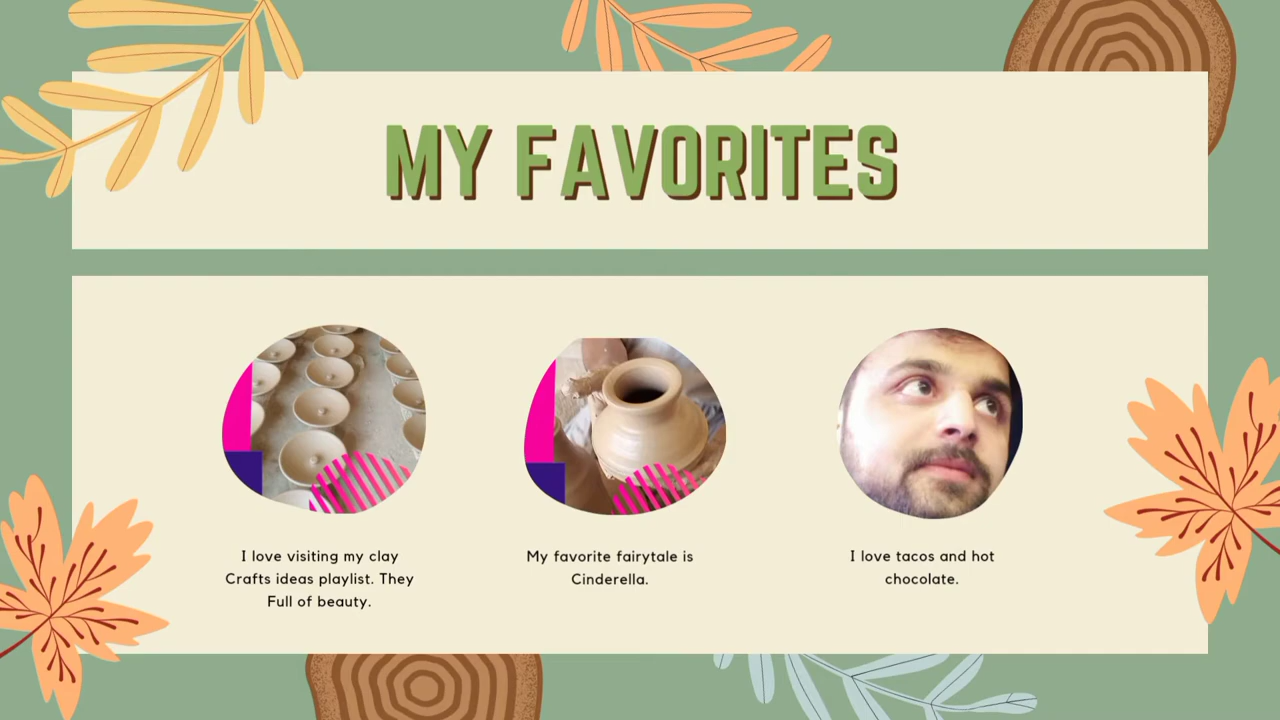 MY FAVORITES
I love visiting my clay
Crafts ideas playlist. They
Full of beauty.
My favorite fairytale is
Cinderella.
I love tacos and hot
chocolate.